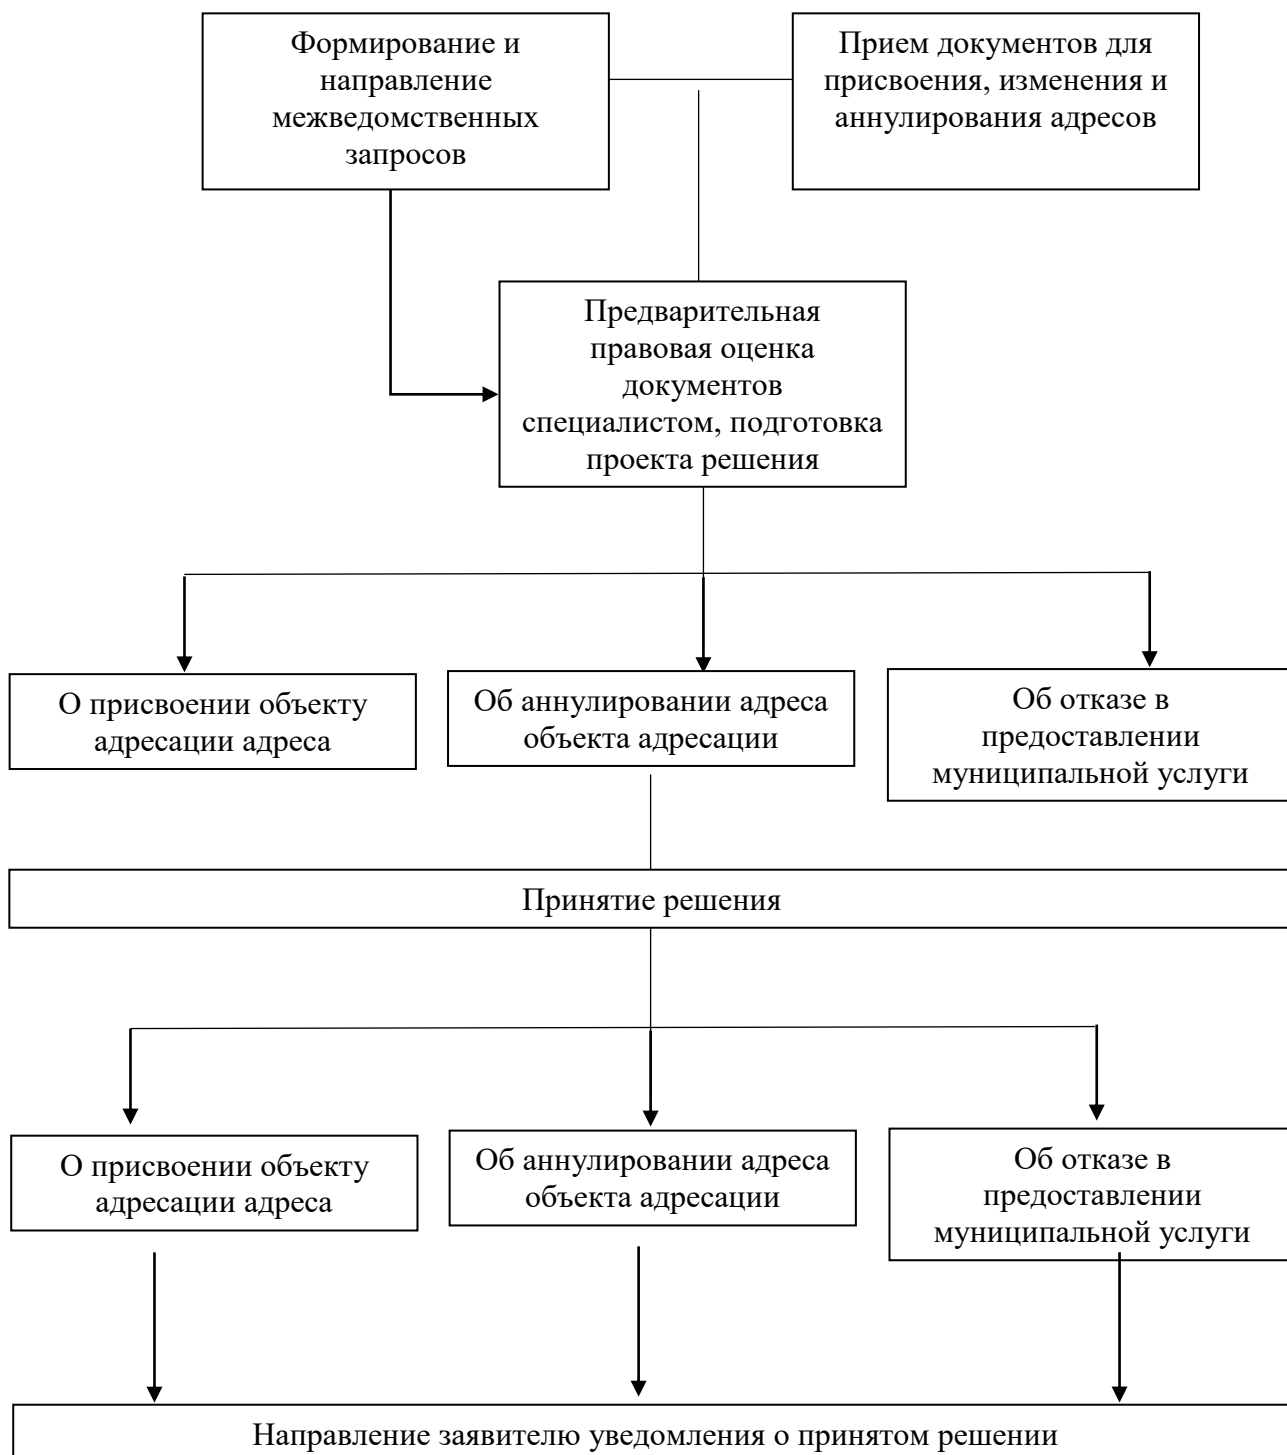 Формирование и
направление
межведомственных
запросов
Прием документов для
присвоения, изменения и
аннулирования адресов
Предварительная
правовая оценка
документов
специалистом, подготовка
проекта решения
О присвоении объекту
адресации адреса
Об аннулировании адреса
объекта адресации
Об отказе в
предоставлении
муниципальной услуги
Принятие решения
О присвоении объекту
адресации адреса
Об аннулировании адреса
объекта адресации
Об отказе в
предоставлении
муниципальной услуги
Направление заявителю уведомления о принятом решении